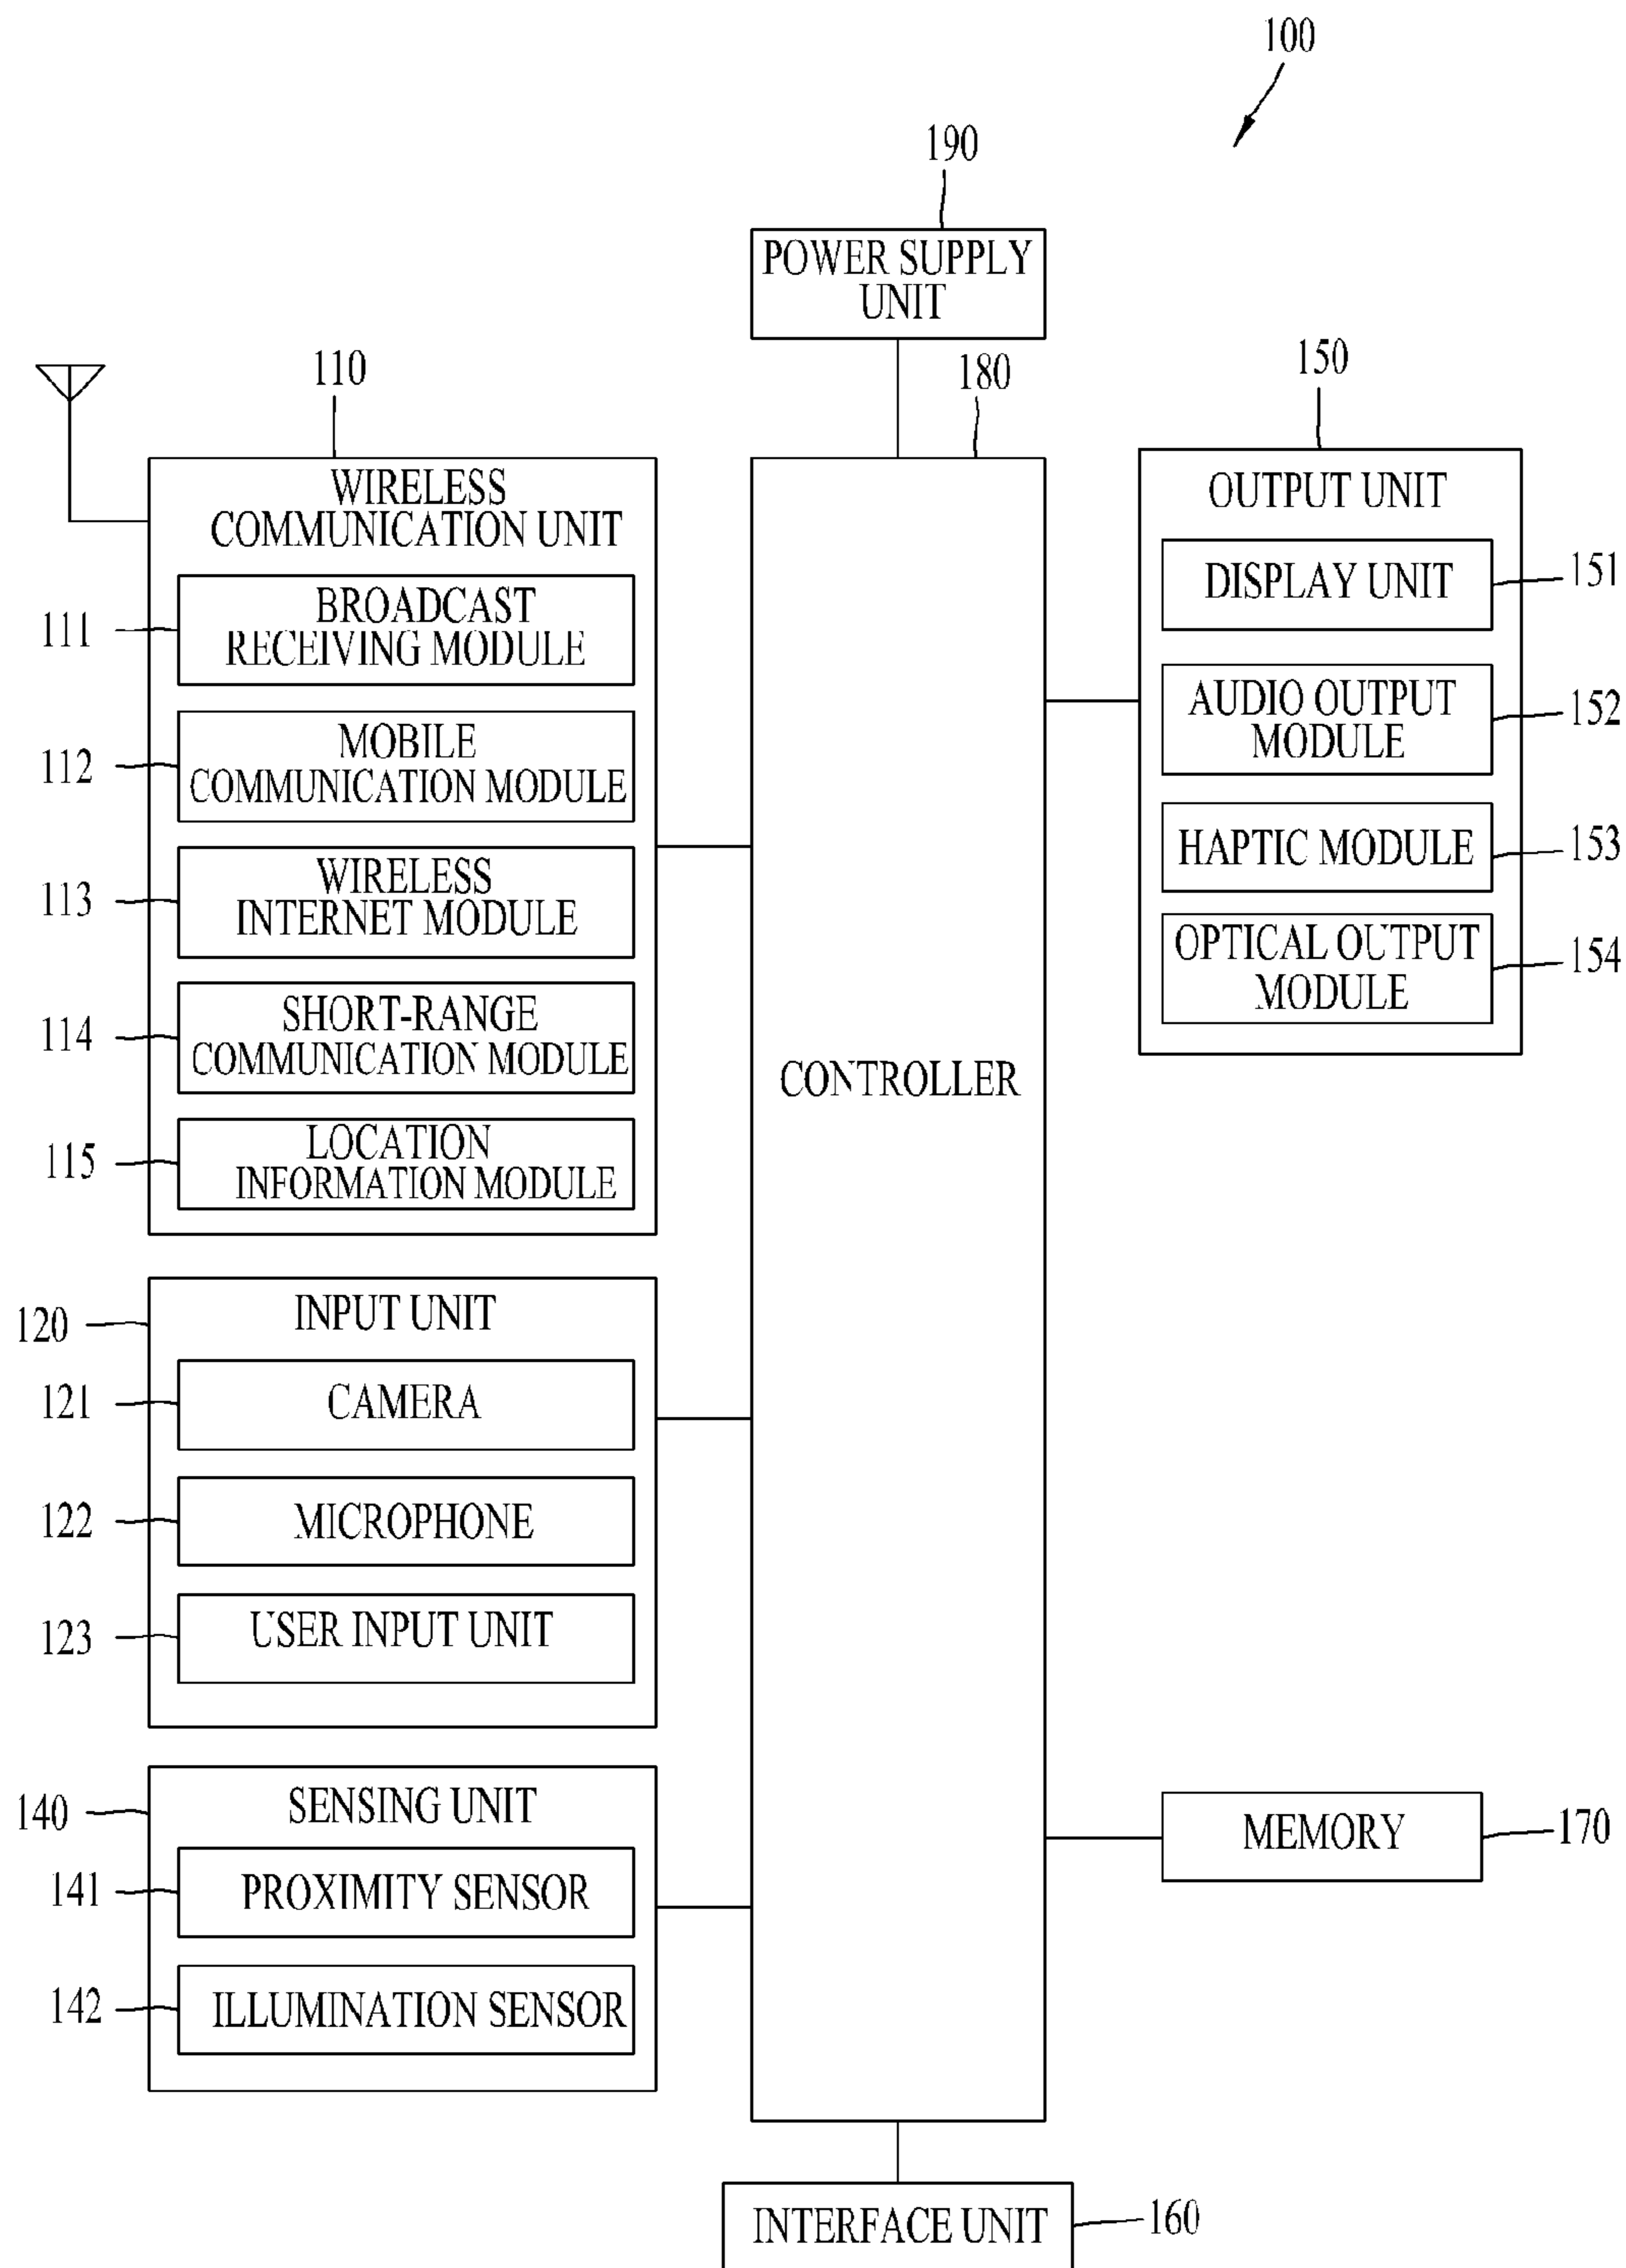 100
190
POWER SUPPLY
UNIT
110
180
150
WIRELESS
COMMUNICATION UNIT
111
BROADCAST
RECEIVING MODULE
112
MOBILE
COMMUNICATION MODULE
113
WIRELESS
INTERNET MODULE
114
SHORT-RANGE
COMMUNICATION MODULE
115
LOCATION
INFORMATION MODULE
120
INPUT UNIT
121
CAMERA
122
MICROPHONE
123
USER INPUT UNIT
140
SENSING UNIT
141
PROXIMITY SENSOR
142
ILLUMINATION SENSOR
CONTROLLER
OUTPUT UNIT
DISPLAY UNIT
151
AUDIO OUTPUT
MODULE
152
HAPTIC MODULE
153
OPTICAL OUTPUT
MODULE
154
MEMORY
170
INTERFACE UNIT
160